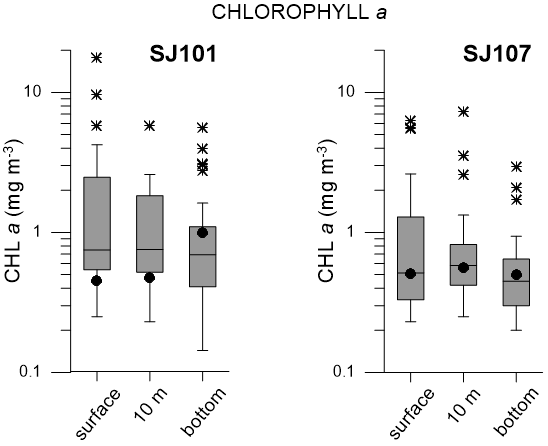 CHLOROPHYLL a
SJ101
SJ107
CHL a (mg m-3)
10
1
0.1
surface
10 m
bottom
CHL a (mg m-3)
10
1
0.1
surface
10 m
bottom